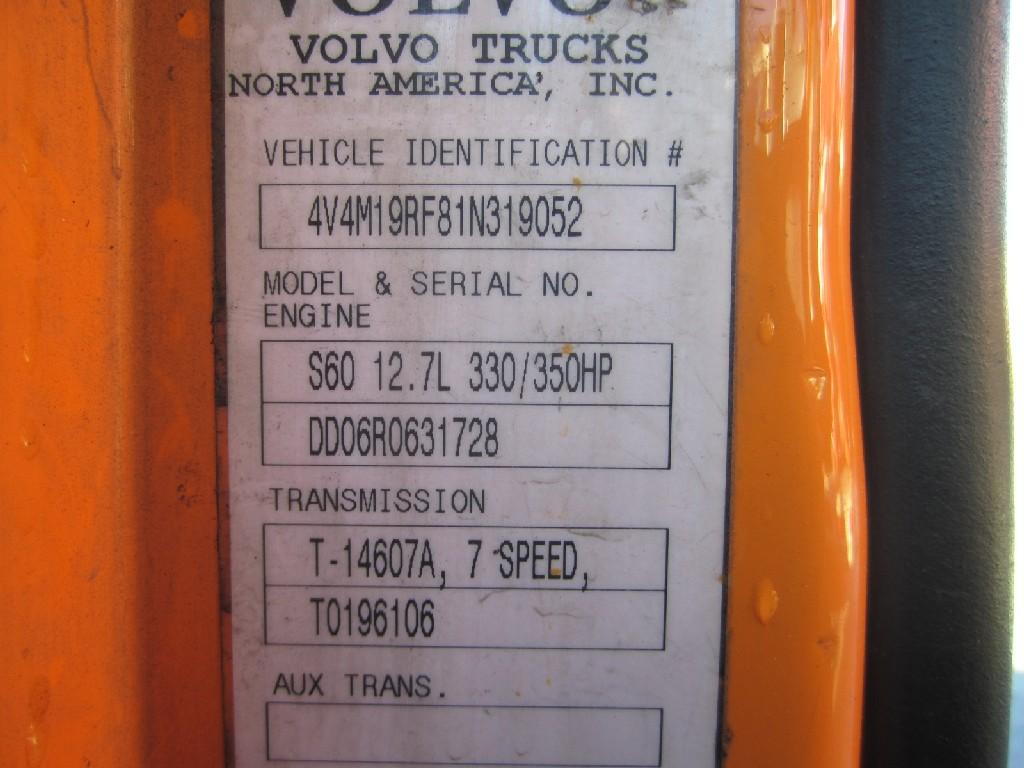 VOLVO
VOLVO TRUCKS
NORTH AMERICA', INC.
VEHICLE IDENTIFICATION #
4V4M19RF81N319052
MODEL & SERIAL NO.
ENGINE
S60 12.7L 330/350HP
DD06R0631728
TRANSMISSION
T-14607A, 7 SPEED,
T0196106
AUX TRANS.